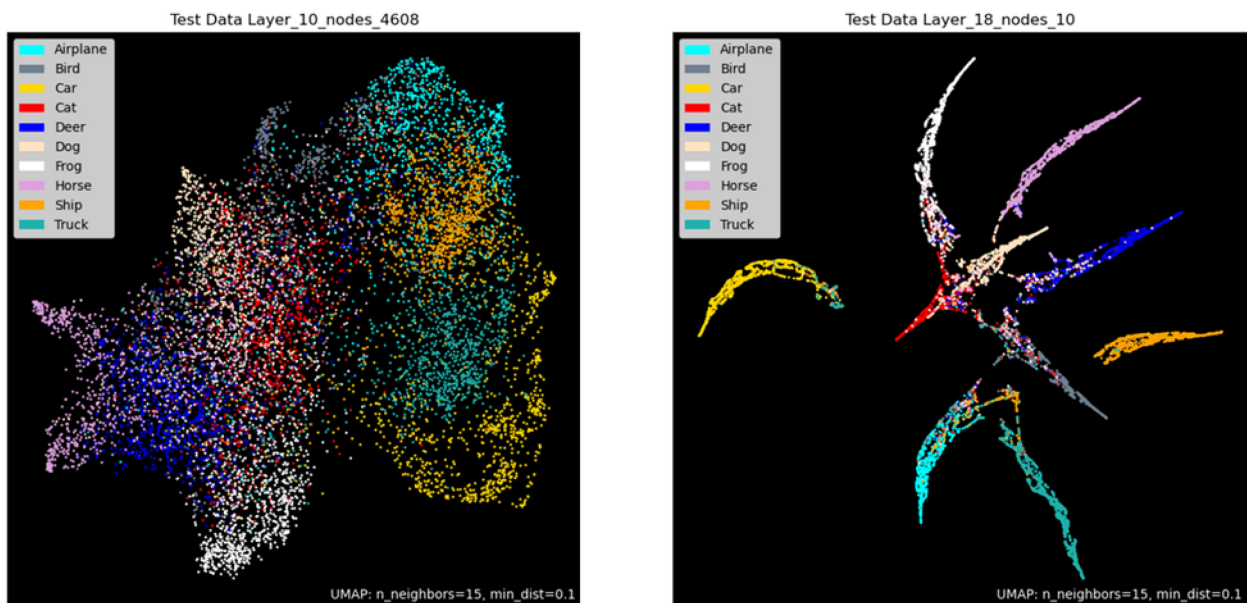 Test Data Layer_10_nodes_4608
Airplane
Bird
Car
Cat
Deer
Dog
Frog
Horse
Ship
Truck
UMAP: n_neighbors=15, min_dist=0.1
Test Data Layer_18_nodes_10
Airplane
Bird
Car
Cat
Deer
Dog
Frog
Horse
Ship
Truck
UMAP: n_neighbors=15, min_dist=0.1